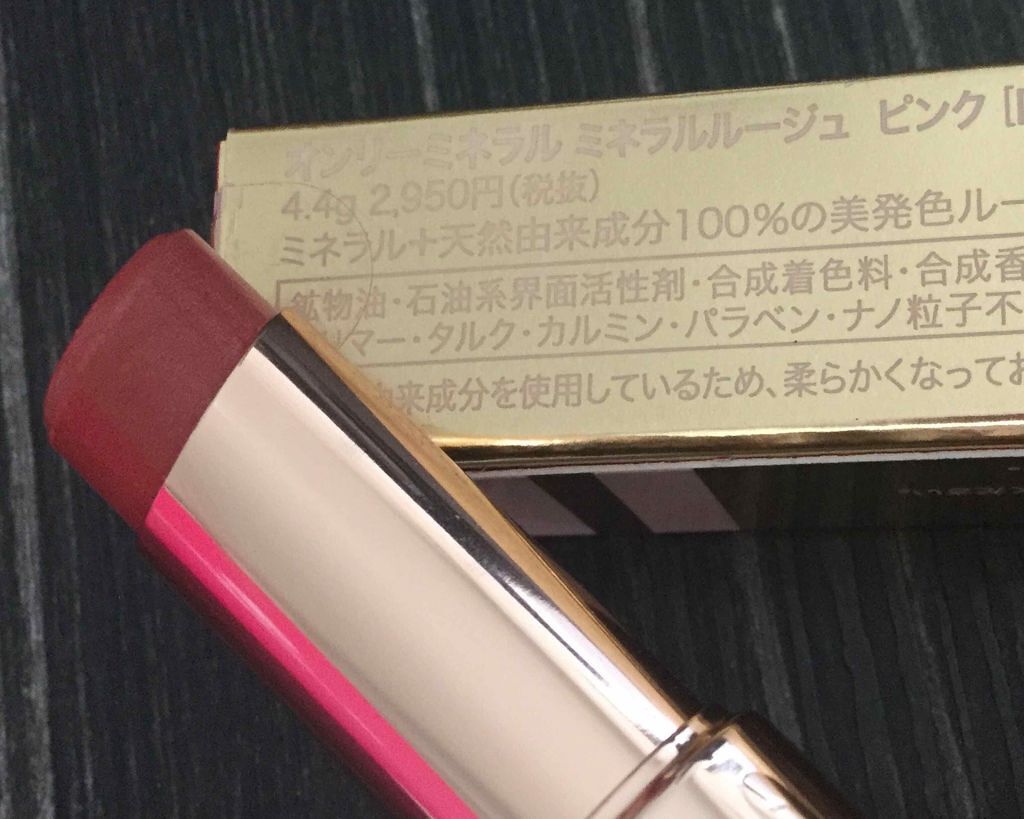 オンリーミネラル ミネラルルージュ ピンク [
4.4g 2,950円(税抜)
ミネラル+天然由来成分100%の美発色ルー
鉱物油・石油系界面活性剤・合成着色料・合成香
マー・タルク・カルミン・パラベン・ナノ粒子不
由来成分を使用しているため、柔らかくなってお